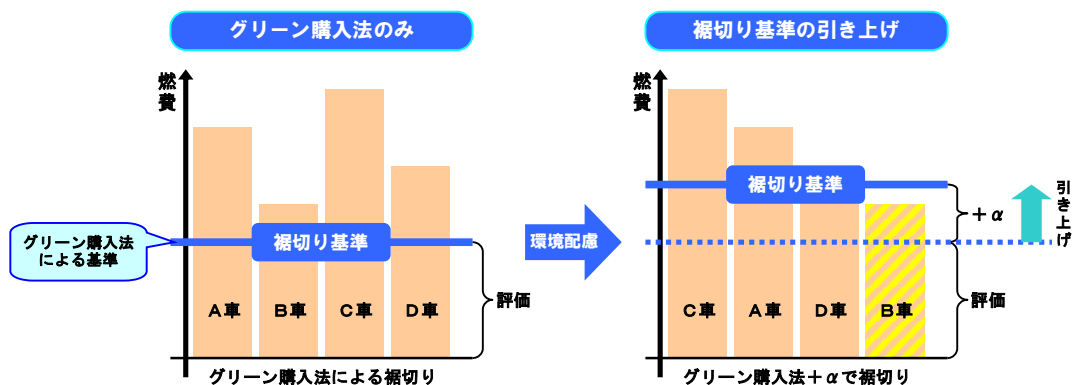 グリーン購入法のみ
燃費
裾切り基準
グリーン購入法
による基準
A車
B車
C車
D車
評価
グリーン購入法による裾切り
環境配慮
裾切り基準の引き上げ
燃費
裾切り基準
+α
引き上げ
C車
A車
D車
B車
評価
グリーン購入法+αで裾切り